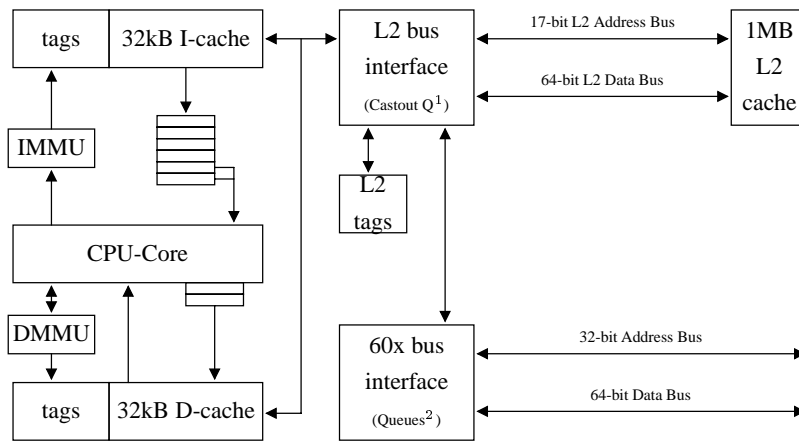 tags
32kB I-cache
L2 bus
interface
(Castout Q¹)
17-bit L2 Address Bus
64-bit L2 Data Bus
1MB
L2
cache
IMMU
L2
tags
CPU-Core
DMMU
60x bus
interface
(Queues²)
32-bit Address Bus
64-bit Data Bus
tags
32kB D-cache